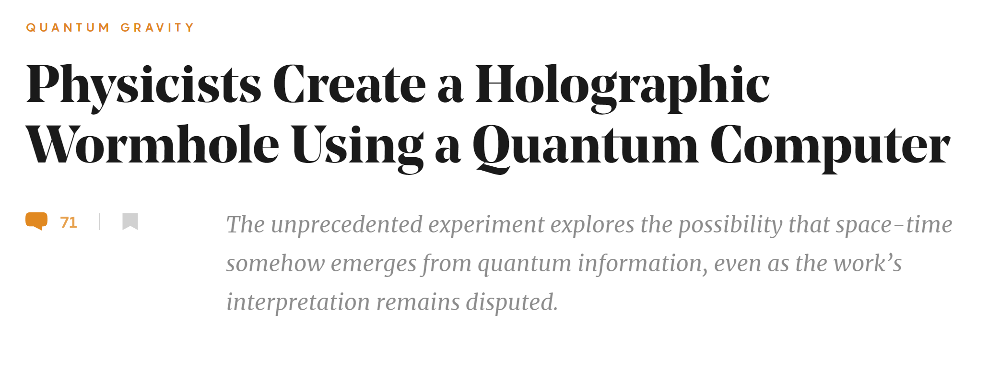 QUANTUM GRAVITY
Physicists Create a Holographic
Wormhole Using a Quantum Computer
71
The unprecedented experiment explores the possibility that space-time
somehow emerges from quantum information, even as the work’s
interpretation remains disputed.